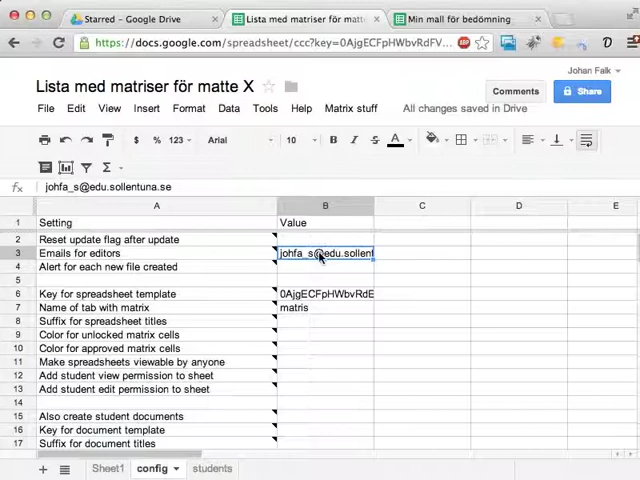 Starred - Google Drive
Lista med matriser för matte
Min mall för bedömning
https://docs.google.com/spreadsheet/ccc?key=0AjgECFpHWbvRdFV...
ABP
Johan Falk
Lista med matriser för matte X
Comments
Share
File Edit View Insert Format Data Tools Help Matrix stuff All changes saved in Drive
$ % 123 Arial 10 B I S A
Σ
fx johfa_s@edu.sollentuna.se
A B C D E
1 Setting Value
2 Reset update flag after update
3 Emails for editors johfa_s@edu.sollent
4 Alert for each new file created
5
6 Key for spreadsheet template 0AjgECFpHWbvRdE
7 Name of tab with matrix matris
8 Suffix for spreadsheet titles
9 Color for unlocked matrix cells
10 Color for approved matrix cells
11 Make spreadsheets viewable by anyone
12 Add student view permission to sheet
13 Add student edit permission to sheet
14
15 Also create student documents
16 Key for document template
17 Suffix for document titles
Sheet1 config students